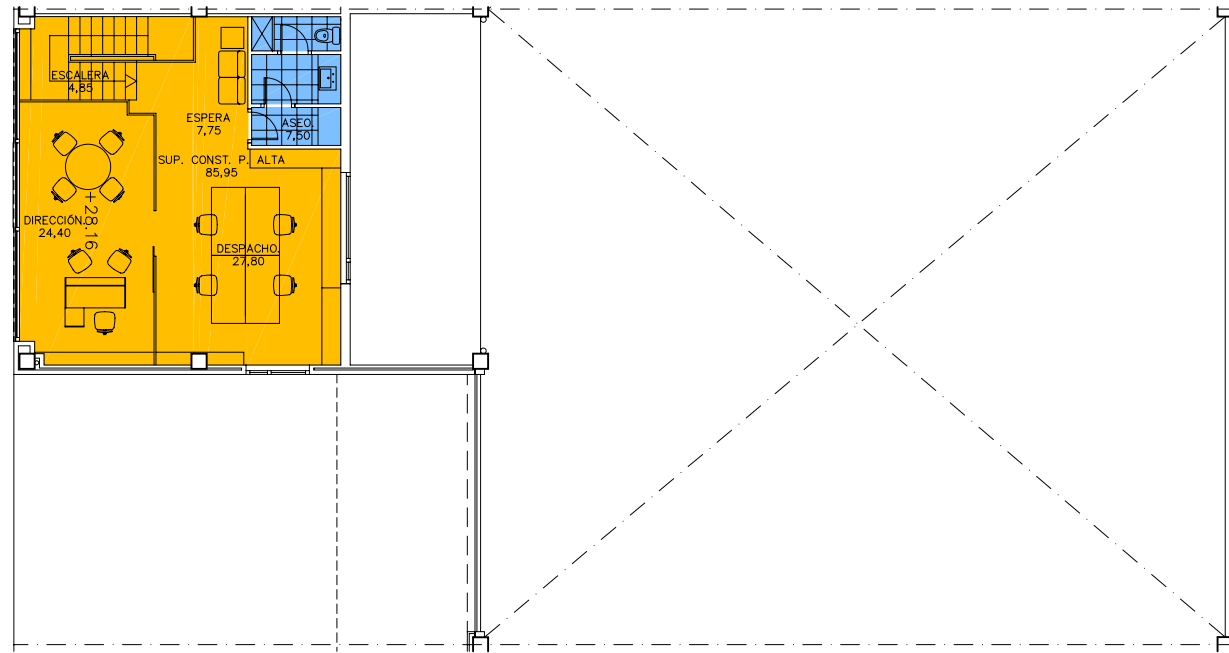 ESCALERA
4,85
ESPERA
7,75
ASEO.
7,50
SUP. CONST. P. ALTA
85,95
+28.16
DIRECCIÓN.
24,40
DESPACHO.
27,80